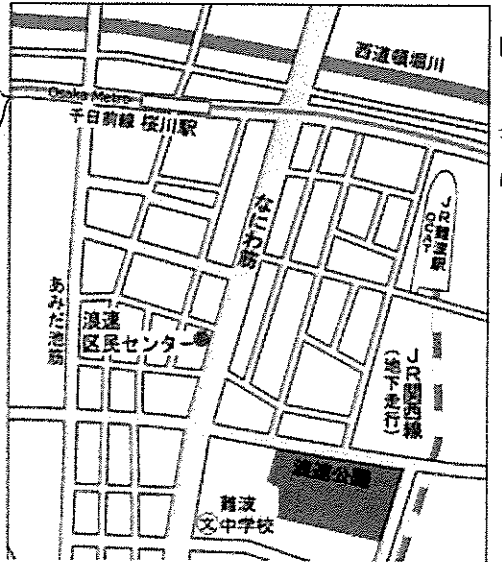 西道頓堀川
Osaka Metro
千日前線 桜川駅
なにわ筋
JR難波駅
OCAT
あみだ池筋
浪速
区民センター
JR関西線
(地下走行)
浪速公園
難波
文中学校